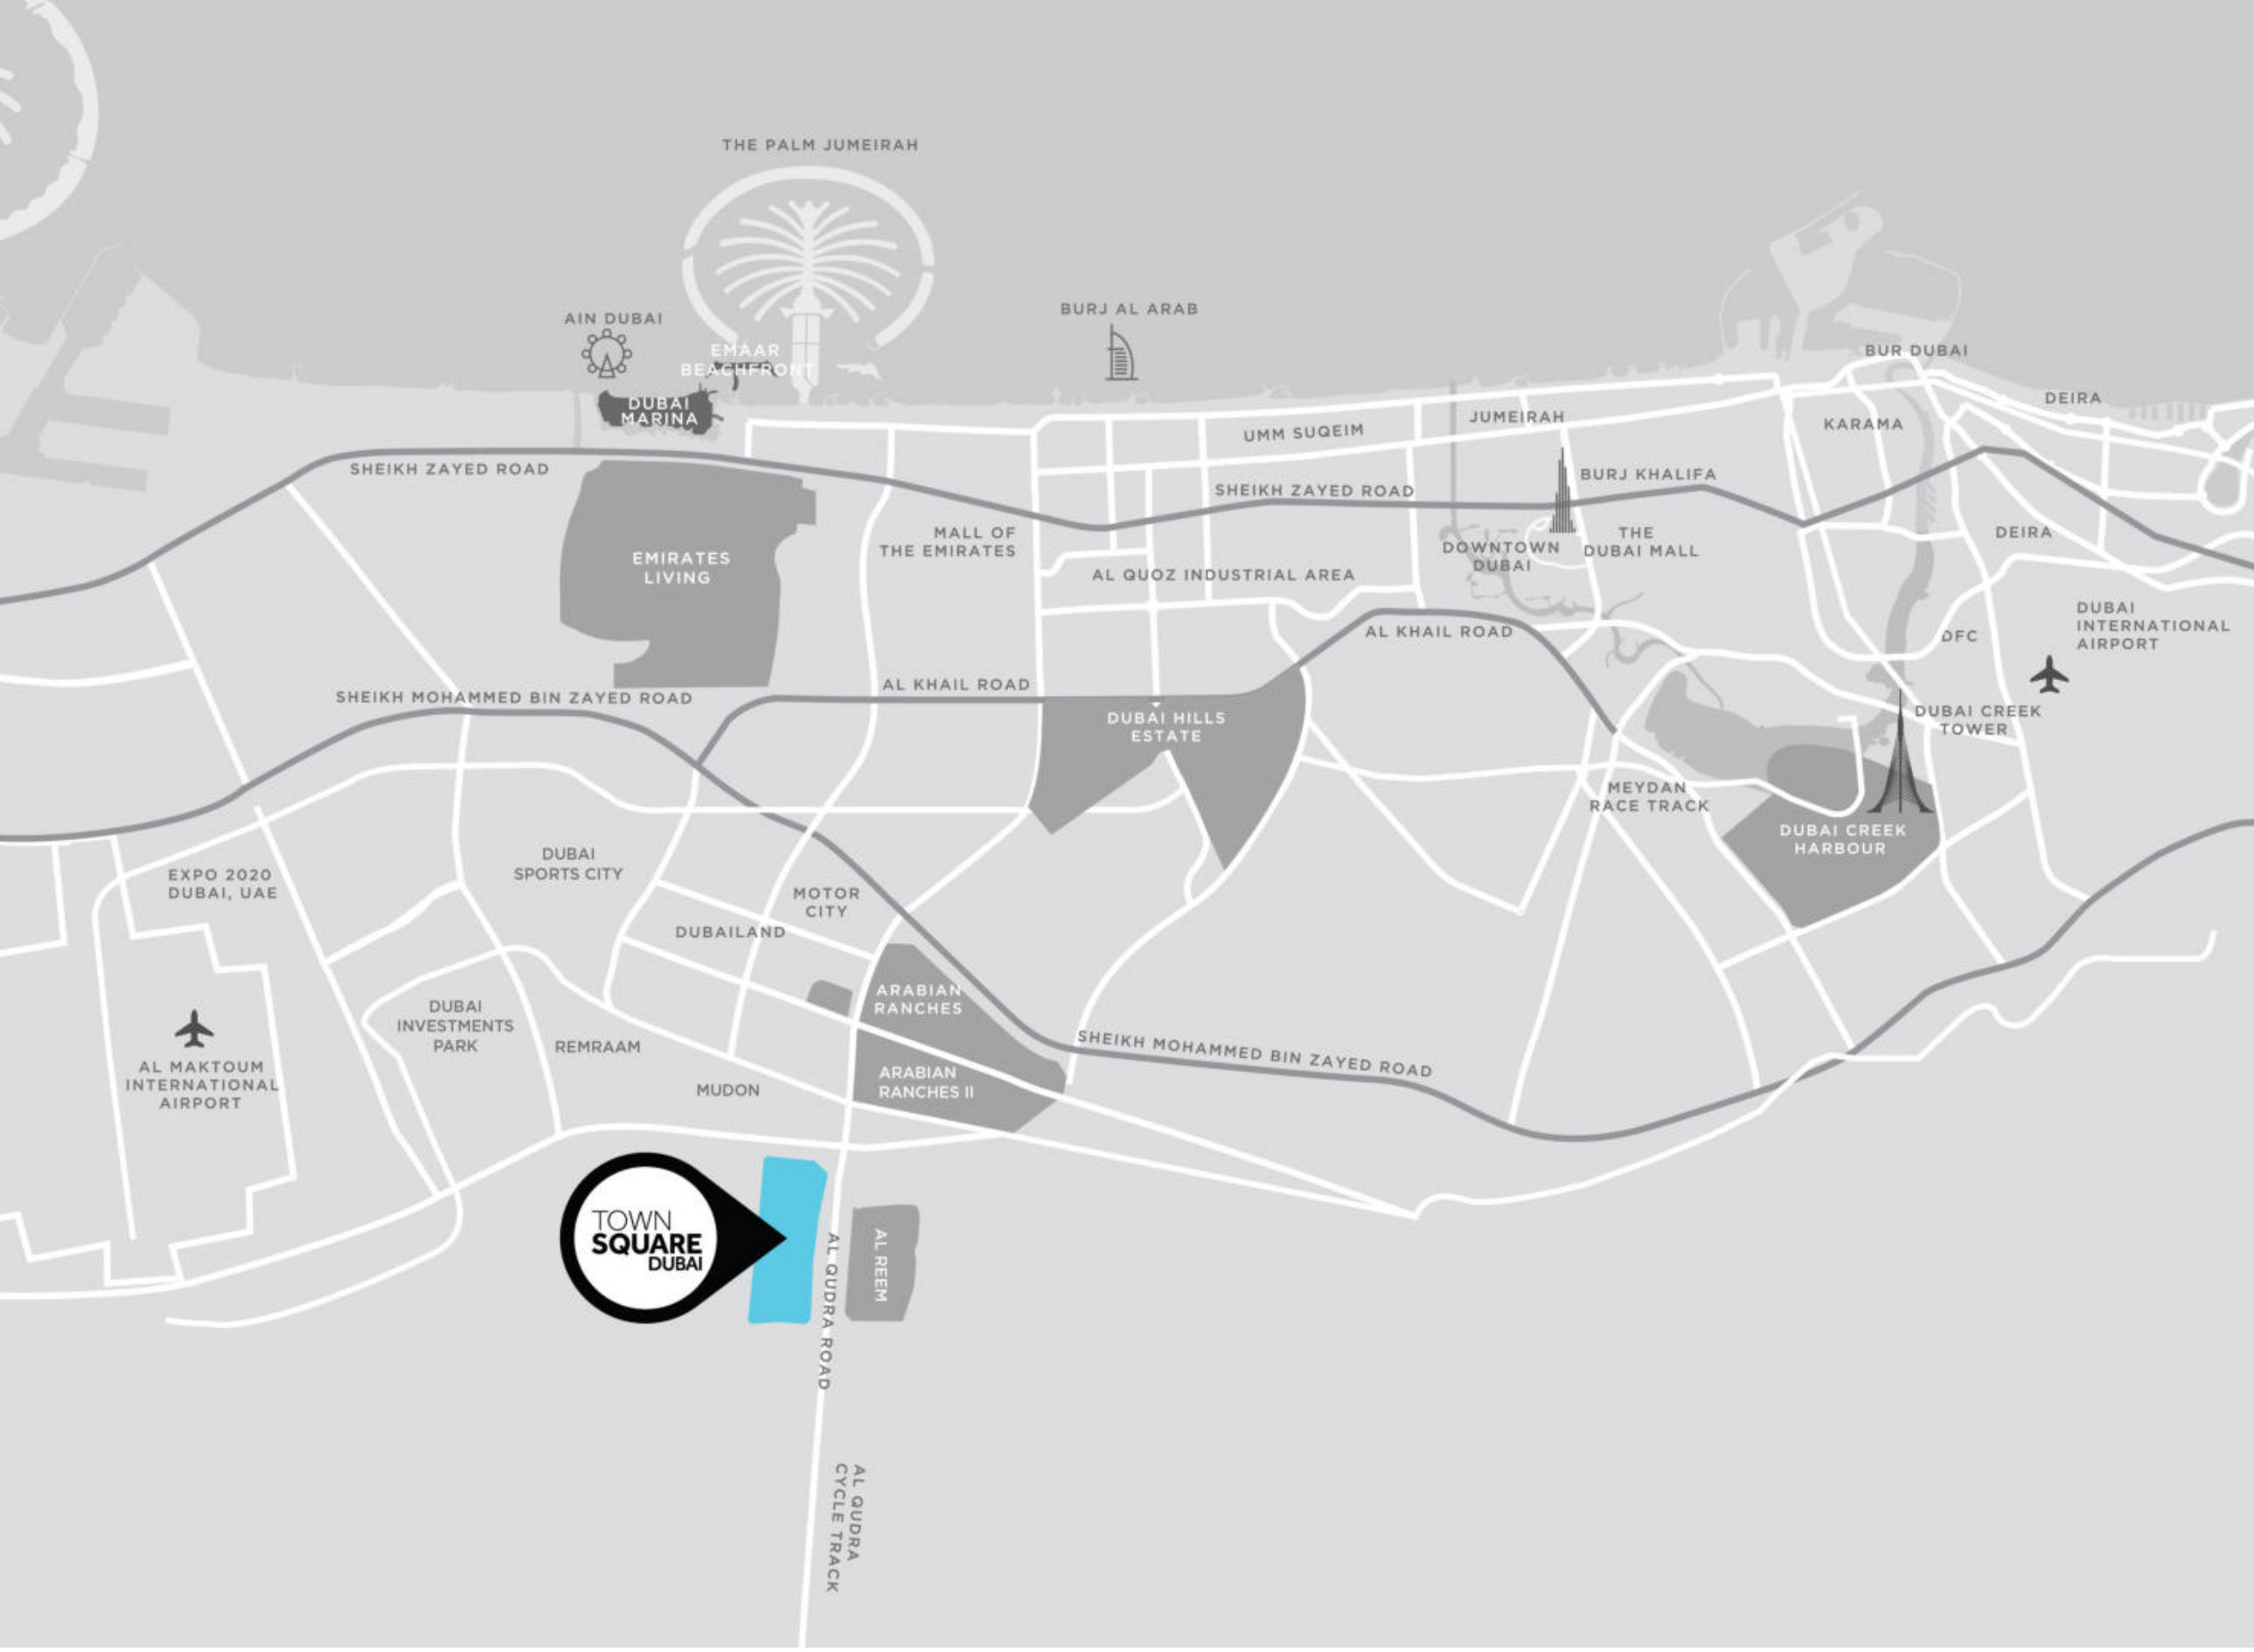 THE PALM JUMEIRAH
AIN DUBAI
BURJ AL ARAB
EMAAR
BEACHFRONT
BUR DUBAI
DUBAI
MARINA
DEIRA
JUMEIRAH
KARAMA
UMM SUQEIM
SHEIKH ZAYED ROAD
BURJ KHALIFA
SHEIKH ZAYED ROAD
MALL OF
THE EMIRATES
THE
DUBAI MALL
DEIRA
DOWNTOWN
DUBAI
EMIRATES
LIVING
AL QUOZ INDUSTRIAL AREA
DUBAI
INTERNATIONAL
AIRPORT
AL KHAIL ROAD
DFC
AL KHAIL ROAD
SHEIKH MOHAMMED BIN ZAYED ROAD
DUBAI HILLS
ESTATE
DUBAI CREEK
TOWER
MEYDAN
RACE TRACK
DUBAI CREEK
HARBOUR
DUBAI
SPORTS CITY
EXPO 2020
DUBAI, UAE
MOTOR
CITY
DUBAILAND
ARABIAN
RANCHES
DUBAI
INVESTMENTS
PARK
REMRAAM
SHEIKH MOHAMMED BIN ZAYED ROAD
AL MAKTOUM
INTERNATIONAL
AIRPORT
ARABIAN
RANCHES II
MUDON
TOWN
SQUARE
DUBAI
AL REEM
AL QUDRA ROAD
AL QUDRA
CYCLE TRACK